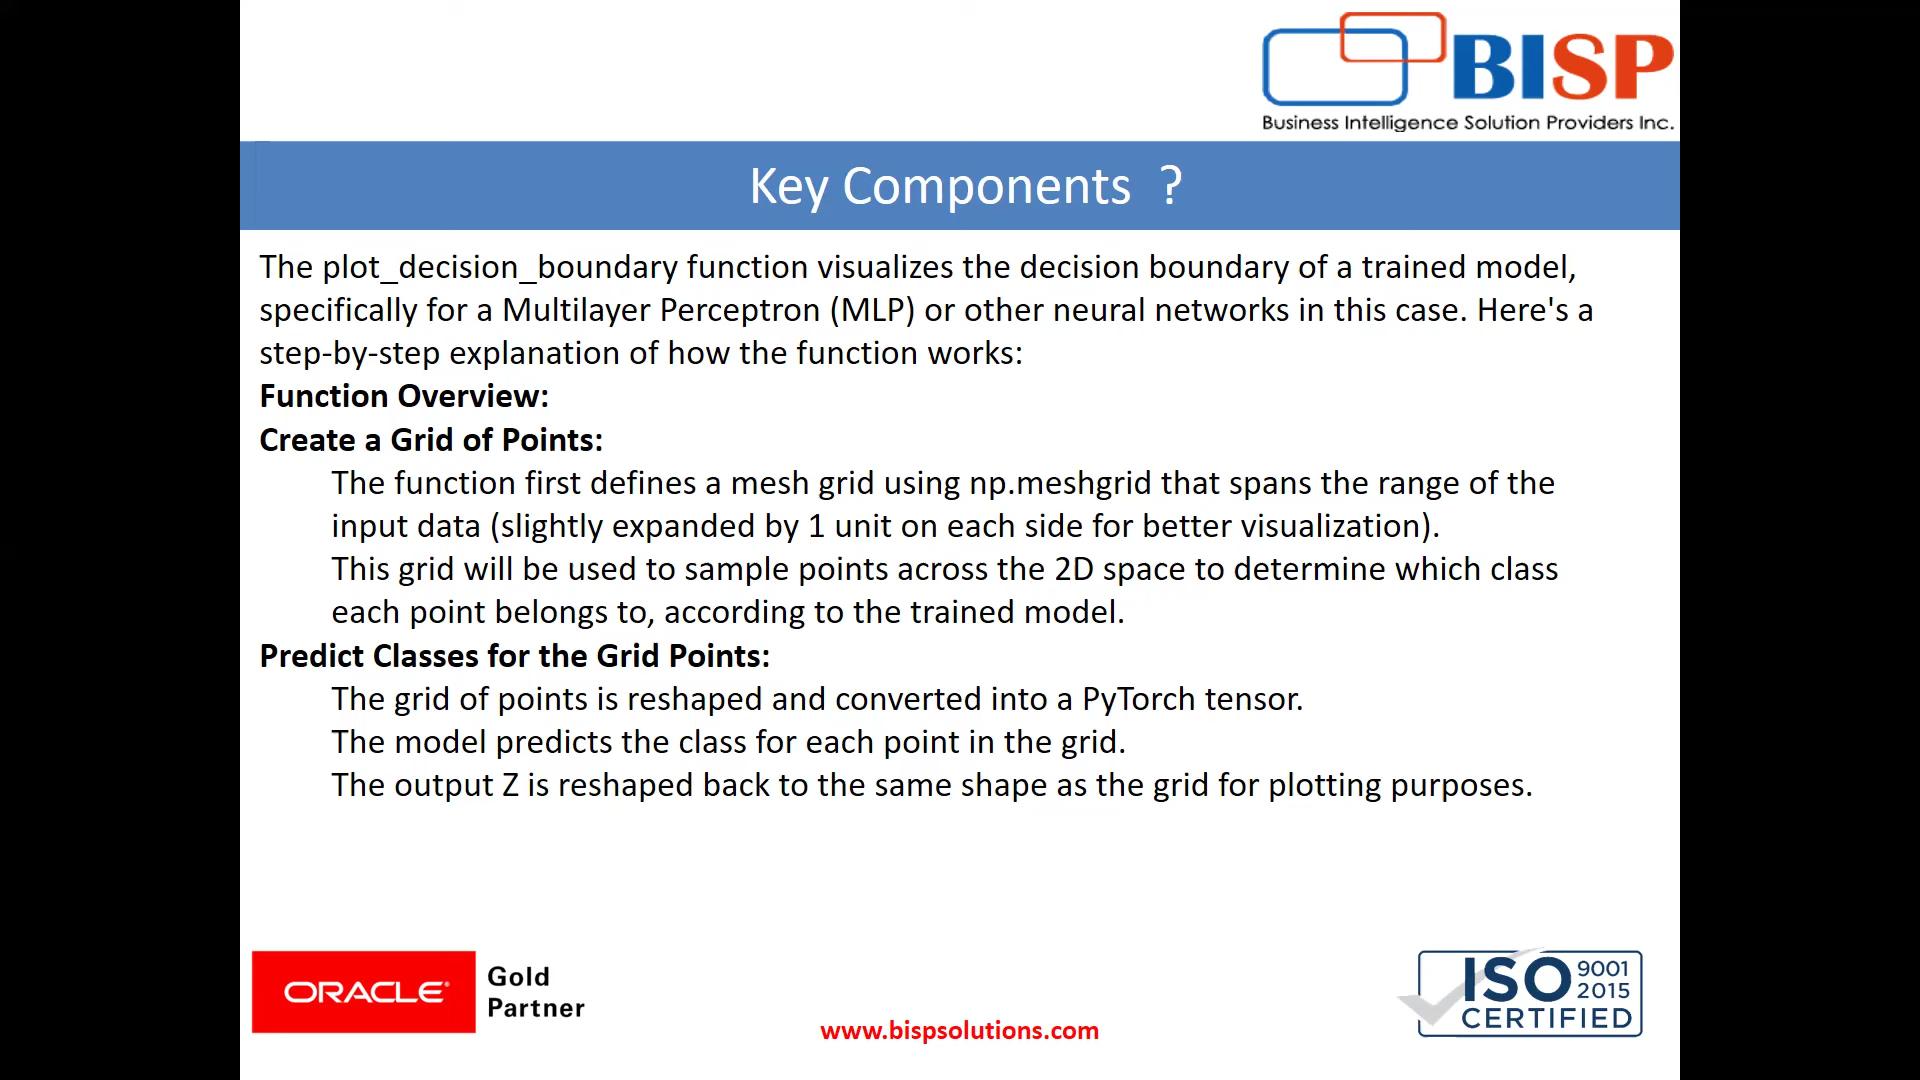 BISP
Business Intelligence Solution Providers Inc.
Key Components ?
The plot_decision_boundary function visualizes the decision boundary of a trained model,
specifically for a Multilayer Perceptron (MLP) or other neural networks in this case. Here's a
step-by-step explanation of how the function works:
Function Overview:
Create a Grid of Points:
The function first defines a mesh grid using np.meshgrid that spans the range of the
input data (slightly expanded by 1 unit on each side for better visualization).
This grid will be used to sample points across the 2D space to determine which class
each point belongs to, according to the trained model.
Predict Classes for the Grid Points:
The grid of points is reshaped and converted into a PyTorch tensor.
The model predicts the class for each point in the grid.
The output Z is reshaped back to the same shape as the grid for plotting purposes.
ORACLE
Gold
Partner
www.bispsolutions.com
ISO 9001
2015
CERTIFIED